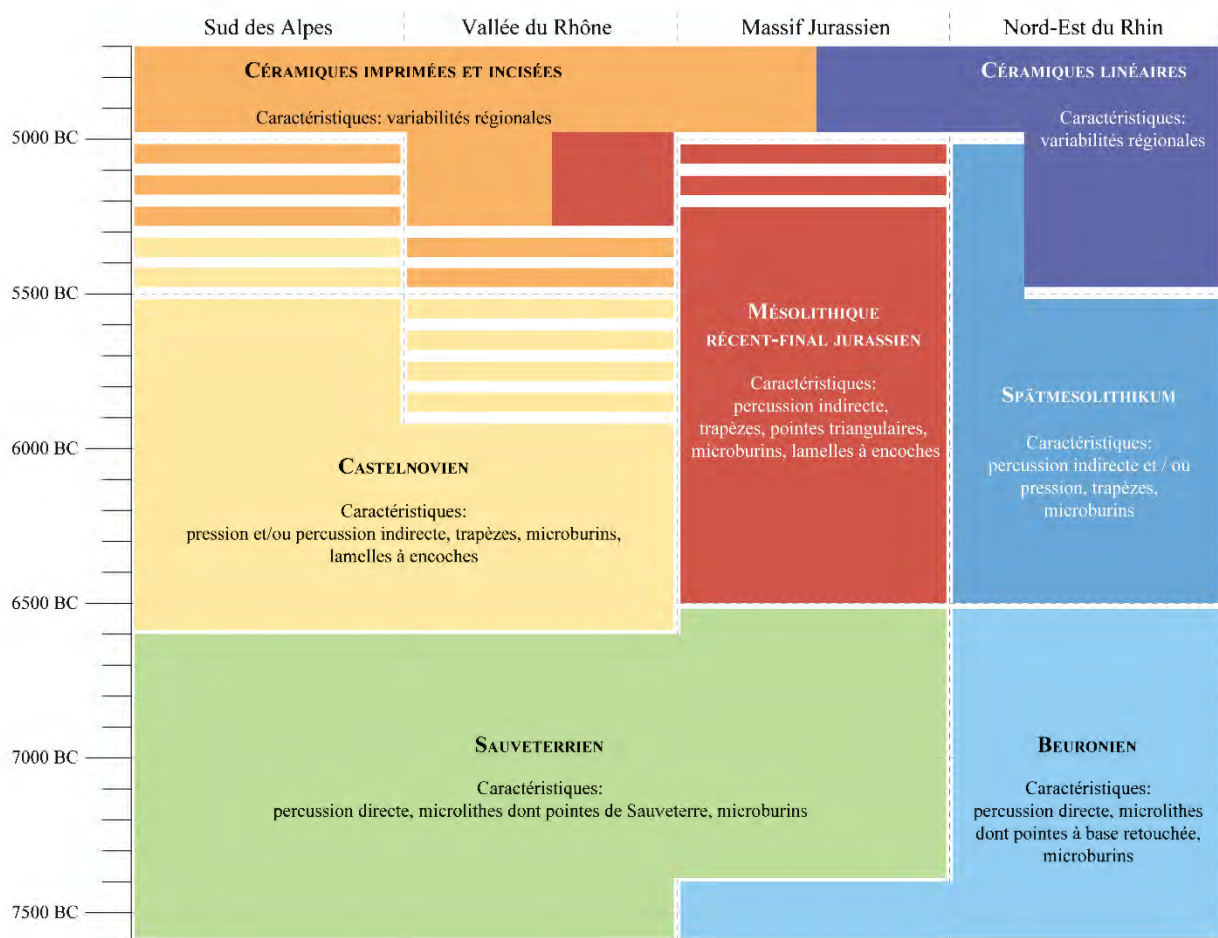 Sud des Alpes
Vallée du Rhône
Massif Jurassien
Nord-Est du Rhin
CÉRAMIQUES IMPRIMÉES ET INCISÉES
Caractéristiques: variabilités régionales
CÉRAMIQUES LINÉAIRES
Caractéristiques:
variabilités régionales
5000 BC
5500 BC
6000 BC
6500 BC
7000 BC
7500 BC
MÉSOLITHIQUE
RÉCENT-FINAL JURASSIEN
Caractéristiques:
percussion indirecte,
trapèzes, pointes triangulaires,
microburins, lamelles à encoches
SPÄTMESOLITHIKUM
Caractéristiques:
percussion indirecte et / ou
pression, trapèzes,
microburins
CASTELNOVIEN
Caractéristiques:
pression et/ou percussion indirecte, trapèzes, microburins,
lamelles à encoches
SAUVETERRIEN
Caractéristiques:
percussion directe, microlithes dont pointes de Sauveterre, microburins
BEURONIEN
Caractéristiques:
percussion directe, microlithes
dont pointes à base retouchée,
microburins